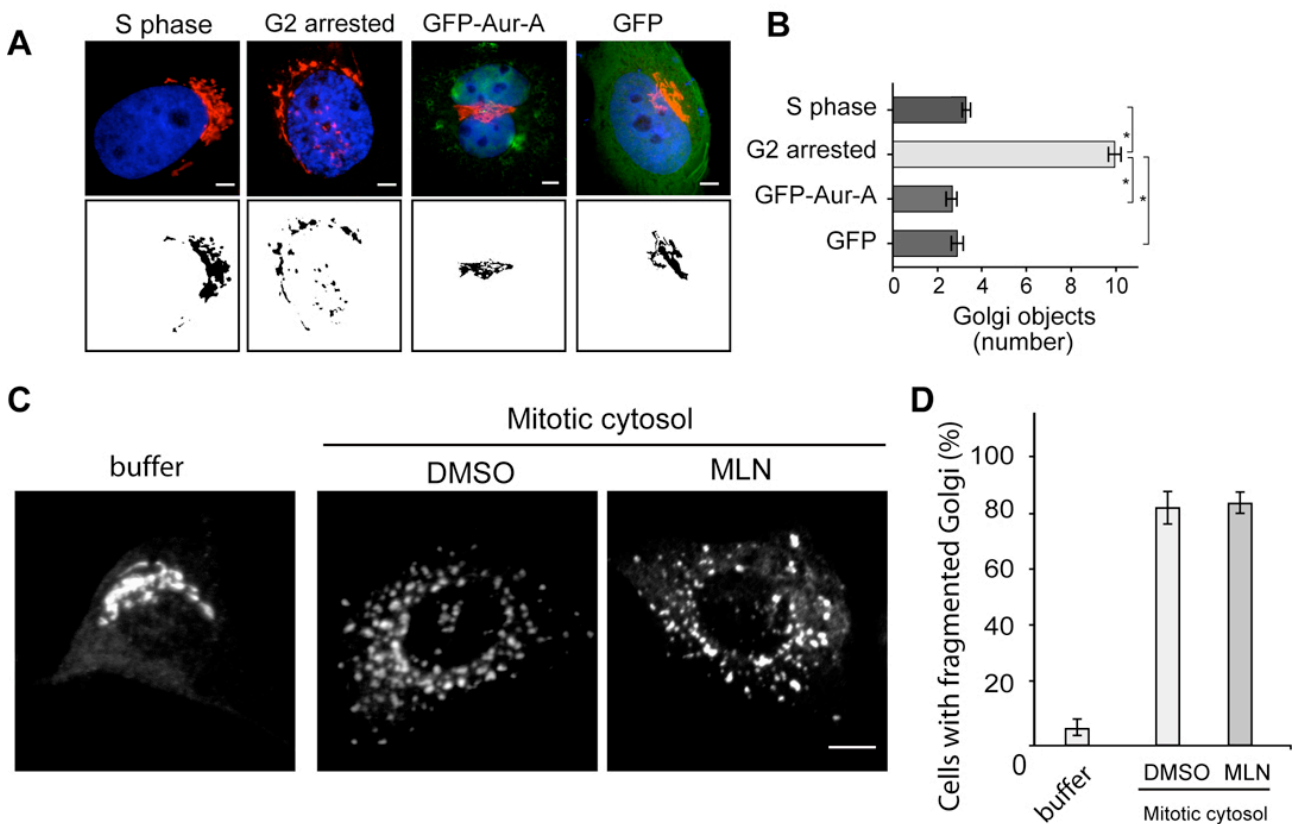 A
S phase
G2 arrested
GFP-Aur-A
GFP
B
S phase
G2 arrested
GFP-Aur-A
GFP
*
*
*
0 2 4 6 8 10
Golgi objects
(number)
C
Mitotic cytosol
buffer
DMSO
MLN
D
Cells with fragmented Golgi (%)
100
80
60
40
20
0
buffer
DMSO MLN
Mitotic cytosol